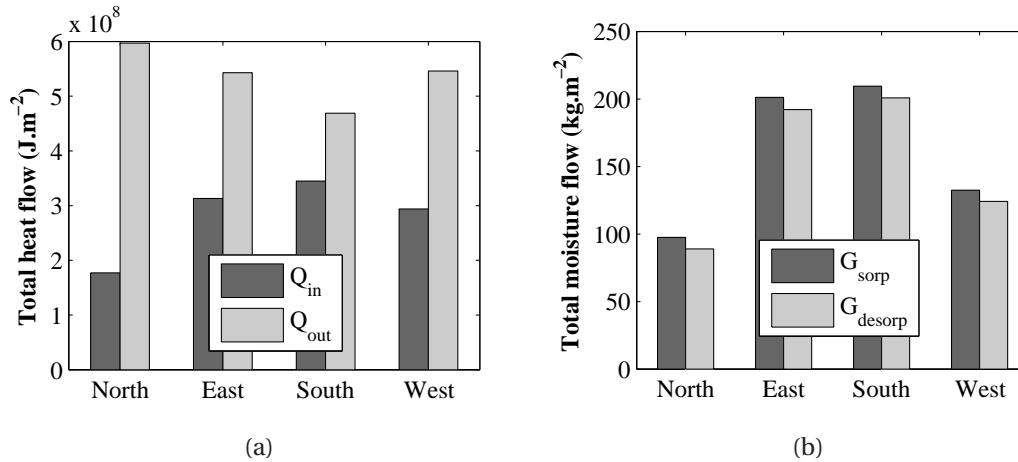 x 10^8
Total heat flow (J.m^−2)
6
5
4
3
2
1
0
Q_in
Q_out
North East South West
(a)
Total moisture flow (kg.m^−2)
250
200
150
100
50
0
G_sorp
G_desorp
North East South West
(b)